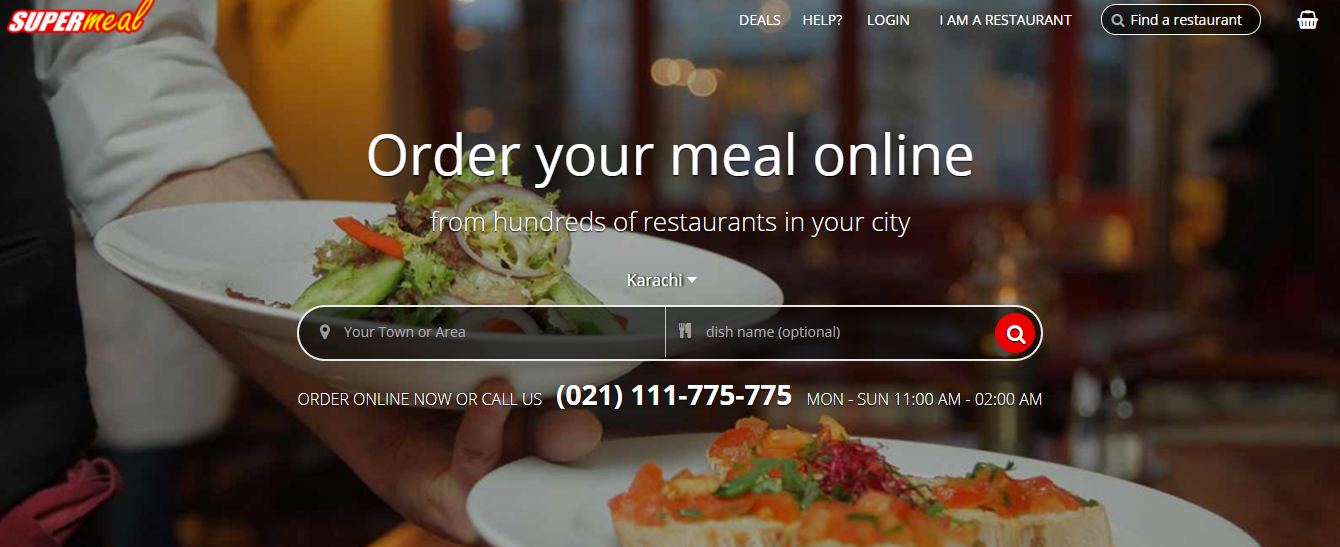 SUPERmeal
DEALS HELP? LOGIN I AM A RESTAURANT Find a restaurant
Order your meal online
from hundreds of restaurants in your city
Karachi
Your Town or Area dish name (optional)
ORDER ONLINE NOW OR CALL US (021) 111-775-775 MON - SUN 11:00 AM - 02:00 AM